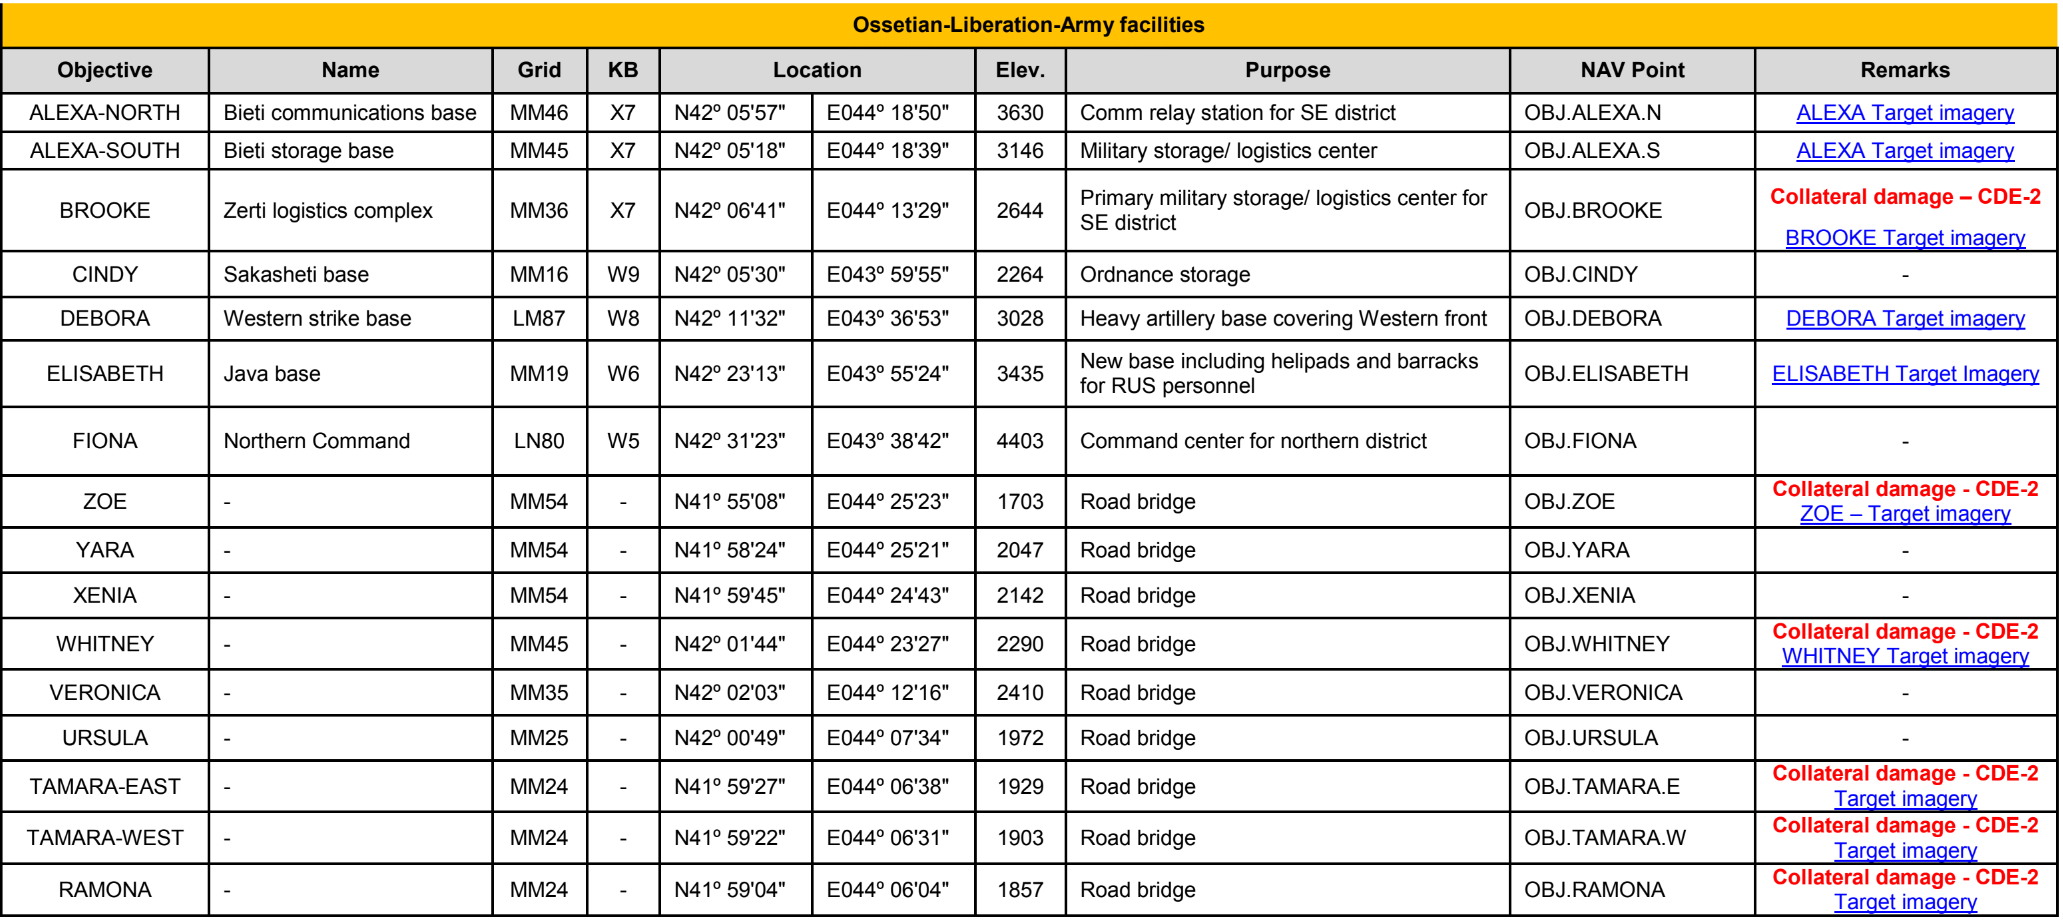 Ossetian-Liberation-Army facilities
Objective Name Grid KB Location Elev. Purpose NAV Point Remarks
ALEXA-NORTH Bieti communications base MM46 X7 N42º 05'57" E044º 18'50" 3630 Comm relay station for SE district OBJ.ALEXA.N ALEXA Target imagery
ALEXA-SOUTH Bieti storage base MM45 X7 N42º 05'18" E044º 18'39" 3146 Military storage/ logistics center OBJ.ALEXA.S ALEXA Target imagery
BROOKE Zerti logistics complex MM36 X7 N42º 06'41" E044º 13'29" 2644 Primary military storage/ logistics center for
SE district OBJ.BROOKE Collateral damage – CDE-2
BROOKE Target imagery
CINDY Sakasheti base MM16 W9 N42º 05'30" E043º 59'55" 2264 Ordnance storage OBJ.CINDY -
DEBORA Western strike base LM87 W8 N42º 11'32" E043º 36'53" 3028 Heavy artillery base covering Western front OBJ.DEBORA DEBORA Target imagery
ELISABETH Java base MM19 W6 N42º 23'13" E043º 55'24" 3435 New base including helipads and barracks
for RUS personnel OBJ.ELISABETH ELISABETH Target Imagery
FIONA Northern Command LN80 W5 N42º 31'23" E043º 38'42" 4403 Command center for northern district OBJ.FIONA -
ZOE - MM54 - N41º 55'08" E044º 25'23" 1703 Road bridge OBJ.ZOE Collateral damage - CDE-2
ZOE – Target imagery
YARA - MM54 - N41º 58'24" E044º 25'21" 2047 Road bridge OBJ.YARA -
XENIA - MM54 - N41º 59'45" E044º 24'43" 2142 Road bridge OBJ.XENIA -
WHITNEY - MM45 - N42º 01'44" E044º 23'27" 2290 Road bridge OBJ.WHITNEY Collateral damage - CDE-2
WHITNEY Target imagery
VERONICA - MM35 - N42º 02'03" E044º 12'16" 2410 Road bridge OBJ.VERONICA -
URSULA - MM25 - N42º 00'49" E044º 07'34" 1972 Road bridge OBJ.URSULA -
TAMARA-EAST - MM24 - N41º 59'27" E044º 06'38" 1929 Road bridge OBJ.TAMARA.E Collateral damage - CDE-2
Target imagery
TAMARA-WEST - MM24 - N41º 59'22" E044º 06'31" 1903 Road bridge OBJ.TAMARA.W Collateral damage - CDE-2
Target imagery
RAMONA - MM24 - N41º 59'04" E044º 06'04" 1857 Road bridge OBJ.RAMONA Collateral damage - CDE-2
Target imagery